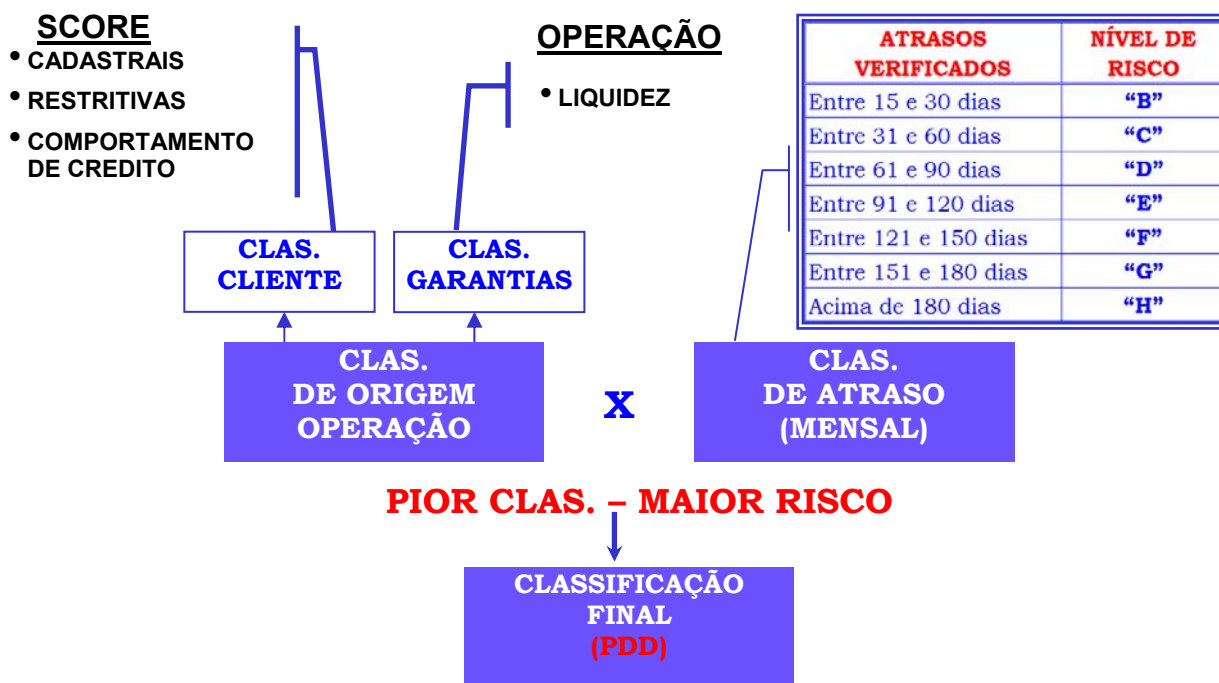 SCORE
• CADASTRAIS
• RESTRITIVAS
• COMPORTAMENTO
DE CREDITO
OPERAÇÃO
• LIQUIDEZ
ATRASOS
VERIFICADOS
NÍVEL DE
RISCO
Entre 15 e 30 dias “B”
Entre 31 e 60 dias “C”
Entre 61 e 90 dias “D”
Entre 91 e 120 dias “E”
Entre 121 e 150 dias “F”
Entre 151 e 180 dias “G”
Acima de 180 dias “H”
CLAS.
CLIENTE
CLAS.
GARANTIAS
CLAS.
DE ORIGEM
OPERAÇÃO
X
CLAS.
DE ATRASO
(MENSAL)
PIOR CLAS. – MAIOR RISCO
CLASSIFICAÇÃO
FINAL
(PDD)